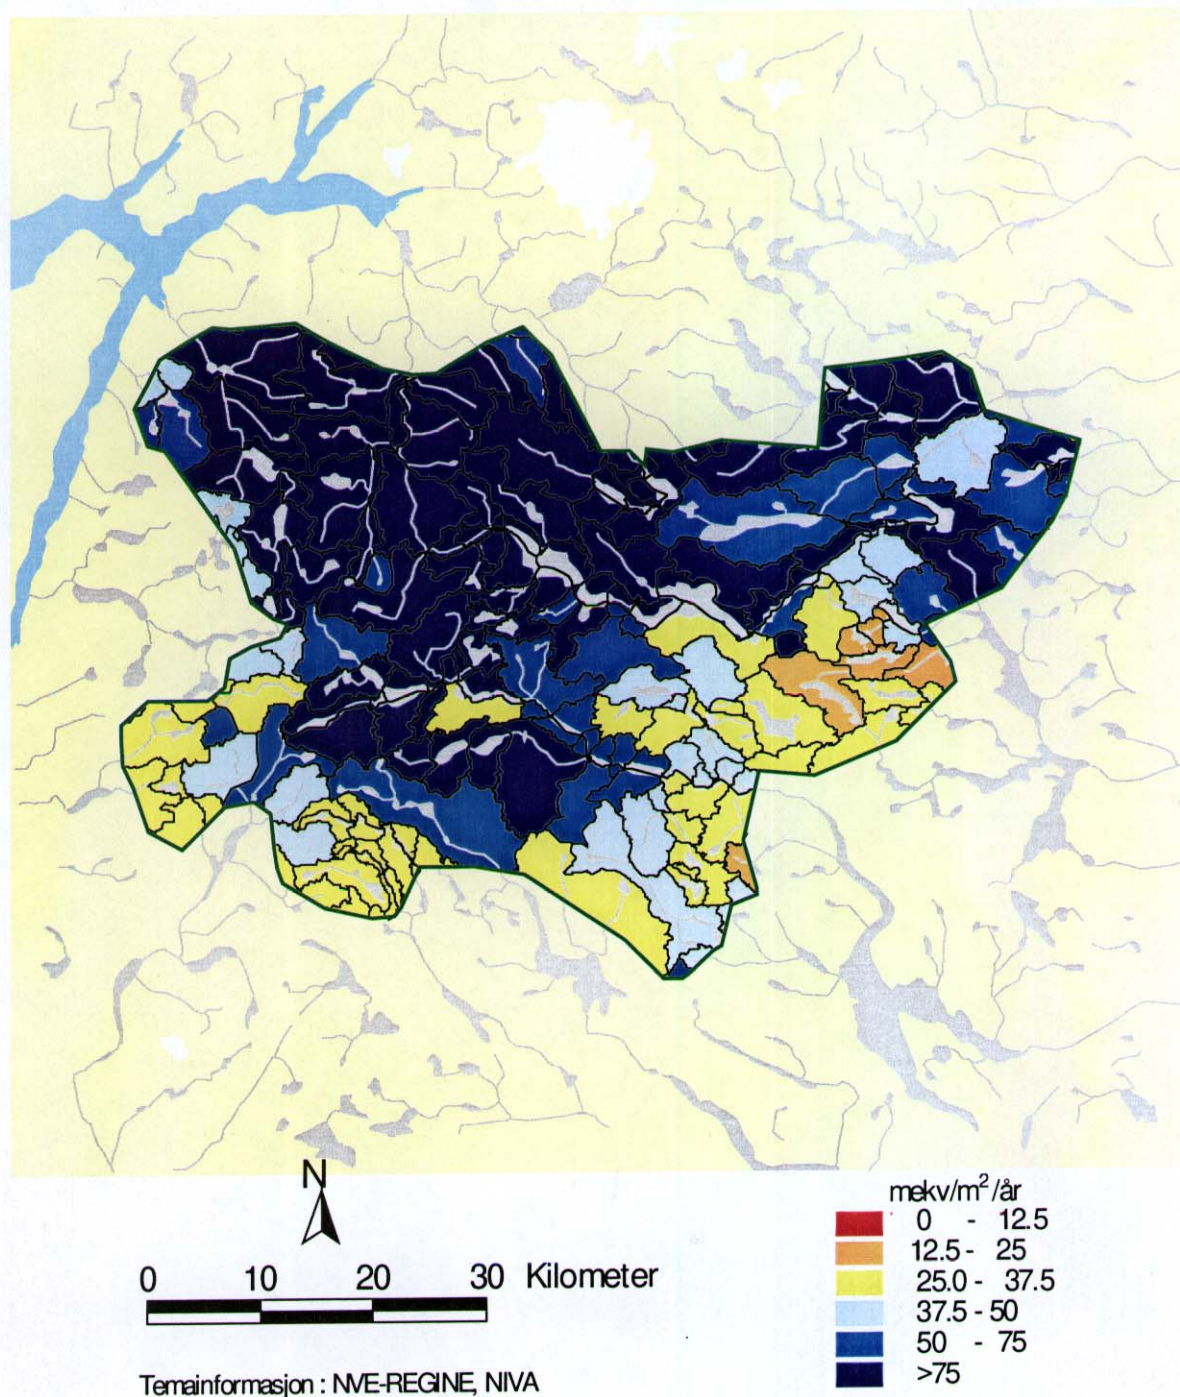 N
0 10 20 30 Kilometer
Temainformasjon : NVE-REGINE, NIVA
mekv/m²/år
0 - 12.5
12.5 - 25
25.0 - 37.5
37.5 - 50
50 - 75
>75